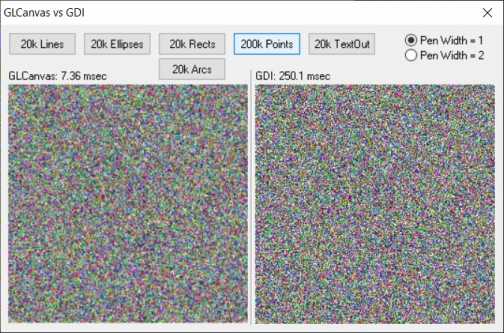 GLCanvas vs GDI
20k Lines 20k Ellipses 20k Rects 200k Points 20k TextOut Pen Width = 1
Pen Width = 2
20k Arcs
GLCanvas: 7.36 msec GDI: 250.1 msec